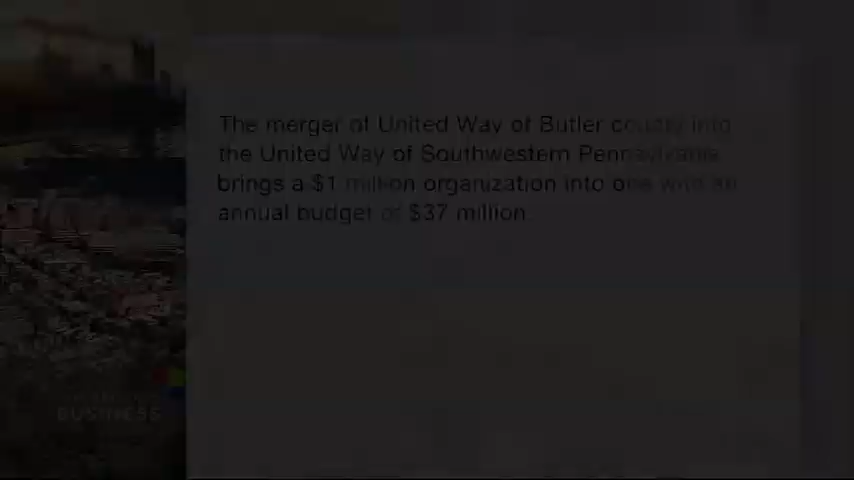 The merger of United Way of Butler county into
the United Way of Southwestern Pennsylvania
brings a $1 million organization into one with an
annual budget of $37 million.
BUSINESS